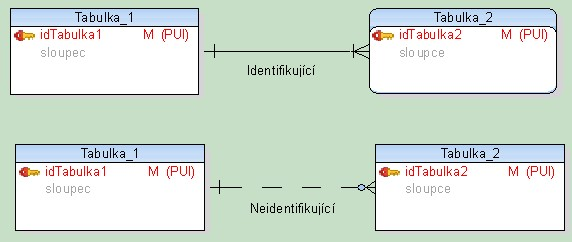 Tabulka_1
idTabulka1 M (PUI)
sloupec
Tabulka_2
idTabulka2 M (PUI)
sloupce
Identifikující
Tabulka_1
idTabulka1 M (PUI)
sloupec
Tabulka_2
idTabulka2 M (PUI)
sloupce
Neidentifikující